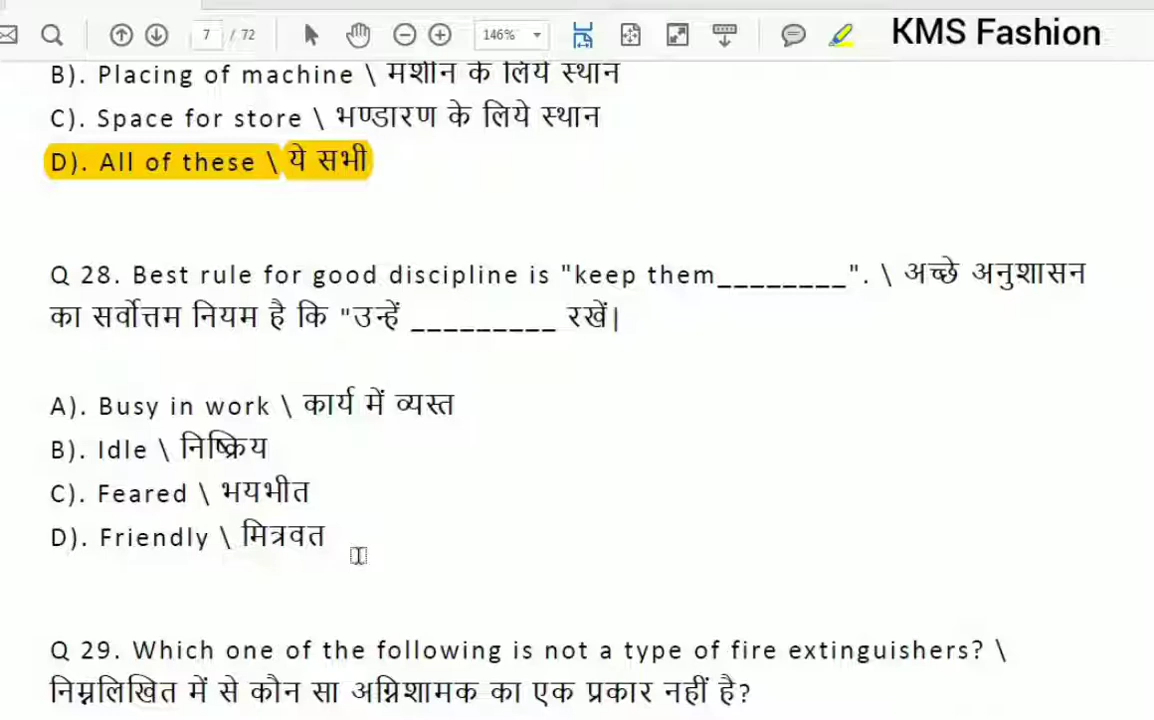 7 / 72
146%
KMS Fashion
B). Placing of machine \ मशीन के लिये स्थान
C). Space for store \ भण्डारण के लिये स्थान
D). All of these \ ये सभी
Q 28. Best rule for good discipline is "keep them________". \ अच्छे अनुशासन
का सर्वोत्तम नियम है कि "उन्हें _________ रखें|
A). Busy in work \ कार्य में व्यस्त
B). Idle \ निष्क्रिय
C). Feared \ भयभीत
D). Friendly \ मित्रवत
Q 29. Which one of the following is not a type of fire extinguishers? \
निम्नलिखित में से कौन सा अग्निशामक का एक प्रकार नहीं है?